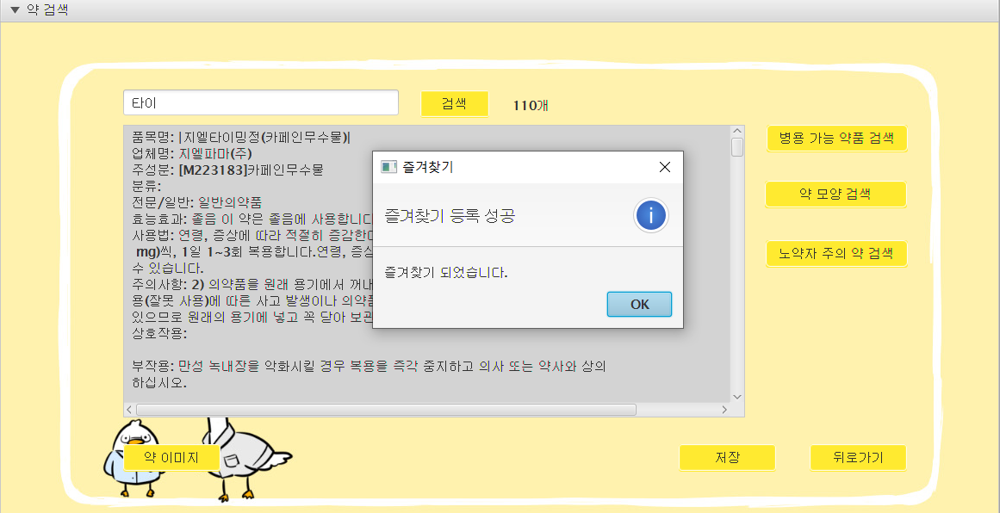 약 검색
타이
검색
110개
품목명: |지엘타이밍정(카페인무수물)|
업체명: 지엘파마(주)
주성분: [M223183]카페인무수물
분류:
전문/일반: 일반의약품
효능효과: 졸음 이 약은 졸음에 사용합니다
사용법: 연령, 증상에 따라 적절히 증감한다
mg)씩, 1일 1~3회 복용합니다.연령, 증상
수 있습니다.
주의사항: 2) 의약품을 원래 용기에서 꺼내
용(잘못 사용)에 따른 사고 발생이나 의약품
있으므로 원래의 용기에 넣고 꼭 닫아 보관
상호작용:
부작용: 만성 녹내장을 악화시킬 경우 복용을 즉각 중지하고 의사 또는 약사와 상의
하십시오.
즐겨찾기
즐겨찾기 등록 성공
즐겨찾기 되었습니다.
OK
병용 가능 약품 검색
약 모양 검색
노약자 주의 약 검색
약 이미지
저장
뒤로가기